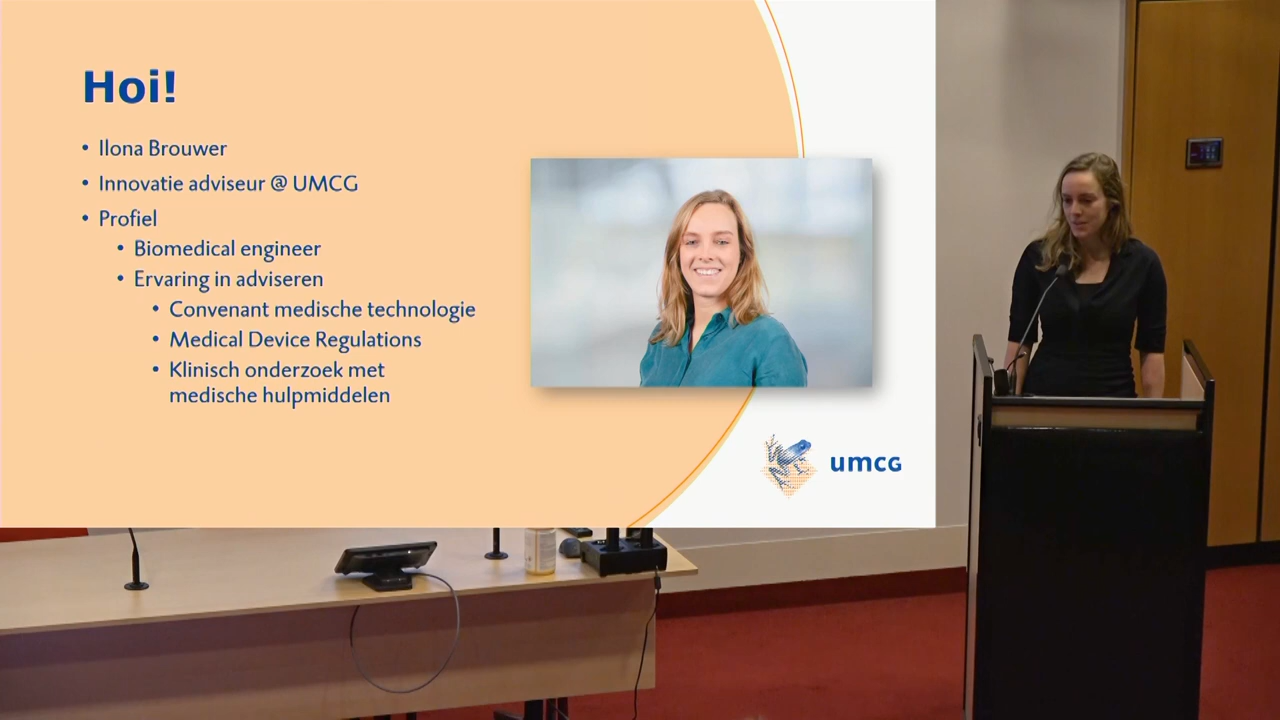 Hoi!
• Ilona Brouwer
• Innovatie adviseur @ UMCG
• Profiel
• Biomedical engineer
• Ervaring in adviseren
• Convenant medische technologie
• Medical Device Regulations
• Klinisch onderzoek met
medische hulpmiddelen
umcg